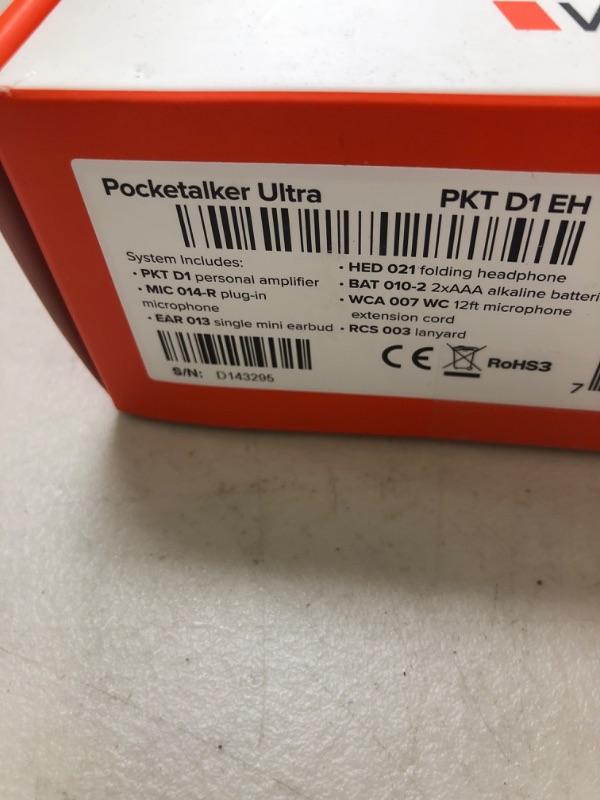 Pocketalker Ultra PKT D1 EH
System Includes:
• PKT D1 personal amplifier
• MIC 014-R plug-in
microphone
• EAR 013 single mini earbud
• HED 021 folding headphone
• BAT 010-2 2xAAA alkaline batteri
• WCA 007 WC 12ft microphone
extension cord
• RCS 003 lanyard
S/N: D143295
CE RoHS3
7